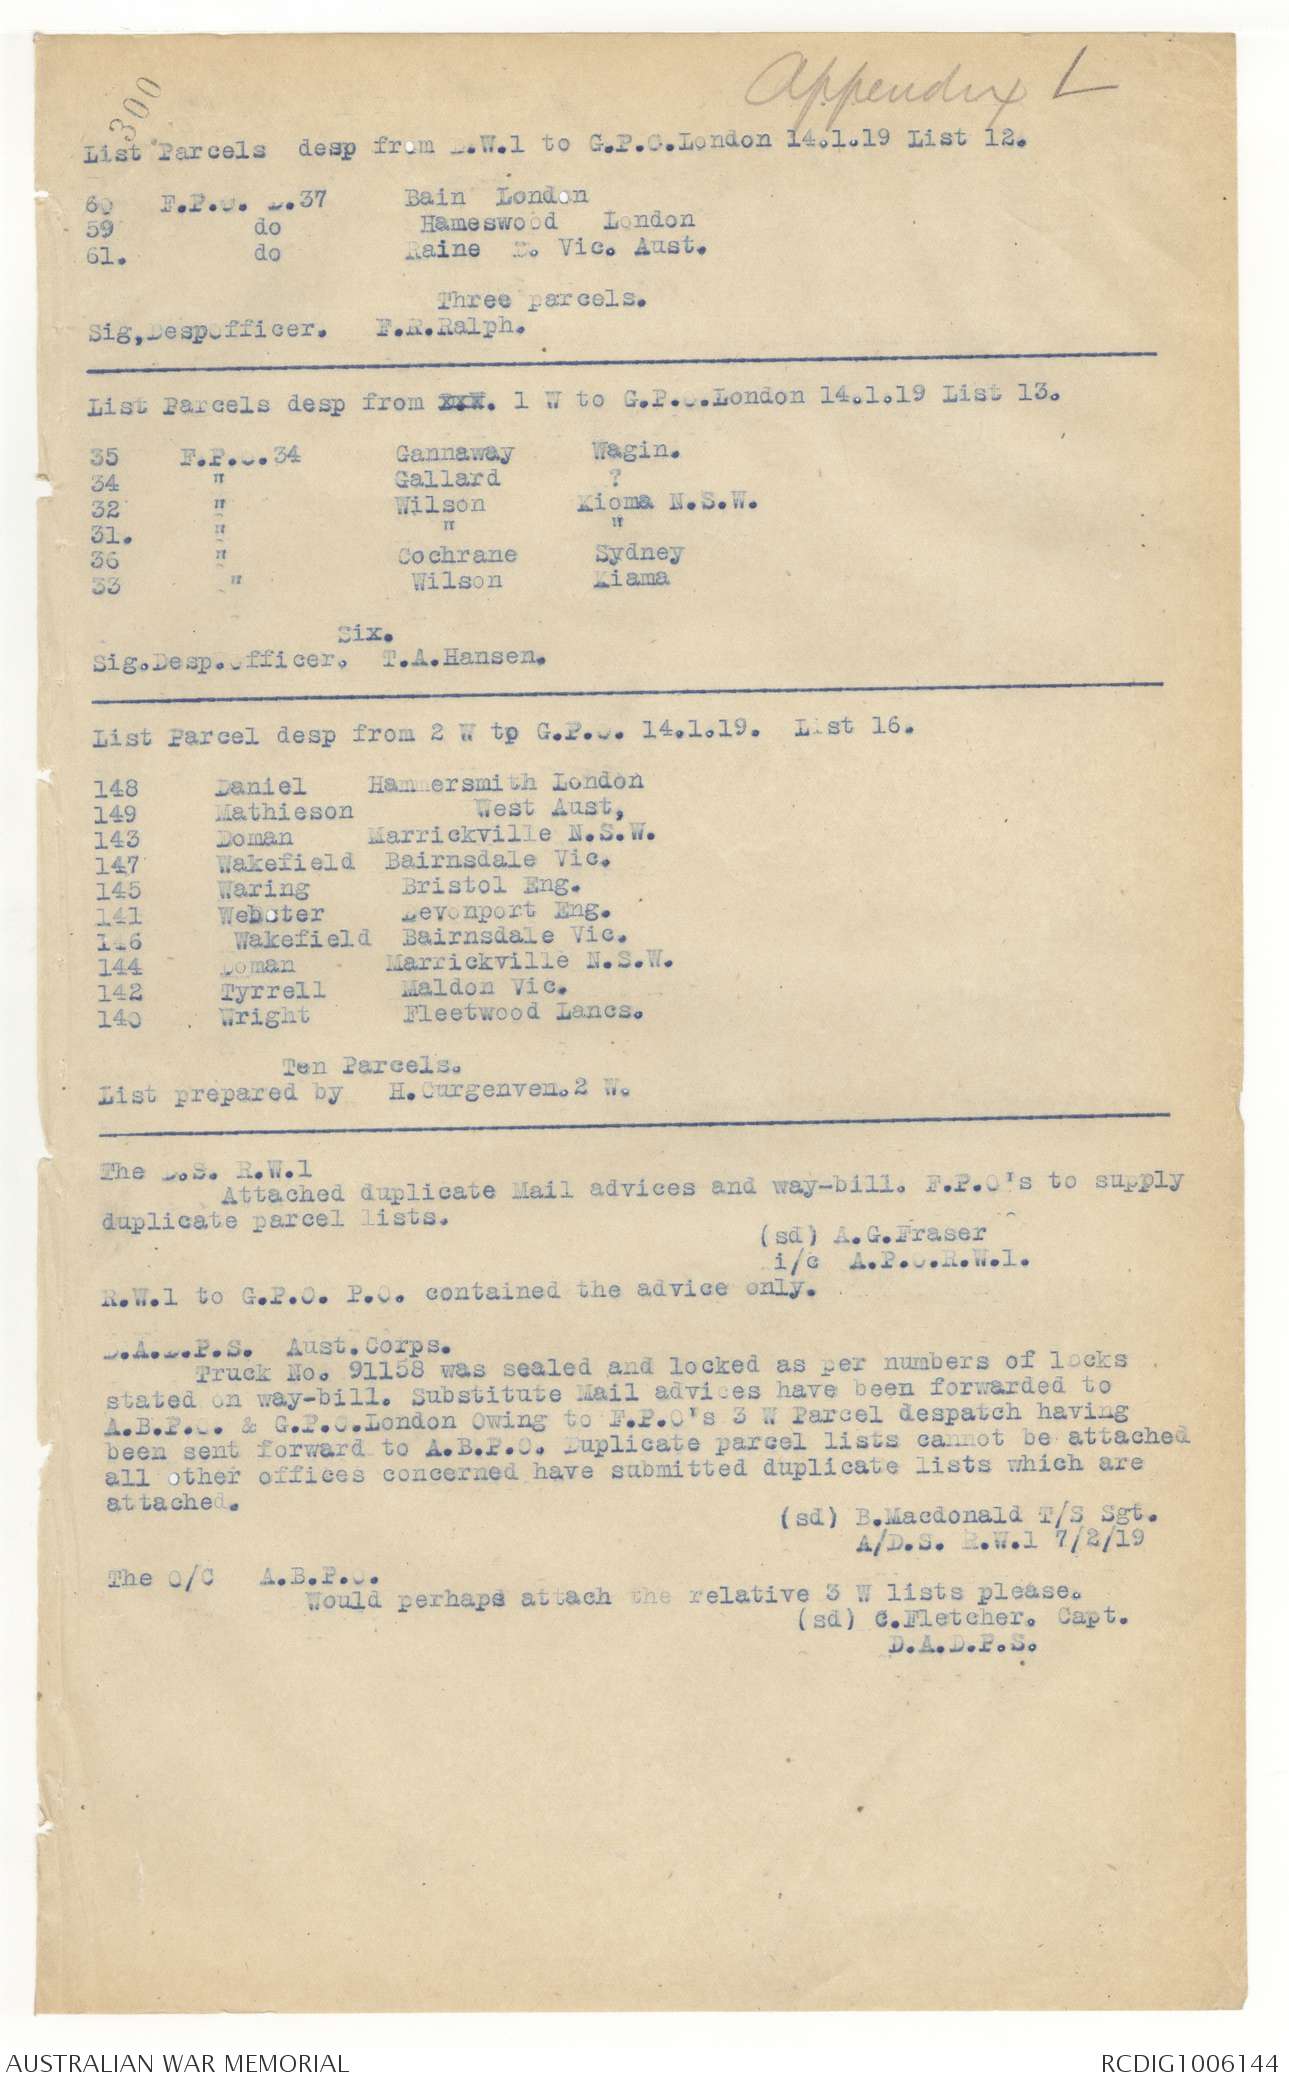 Appendix L
300
List Parcels desp from D.W.1 to G.P.O.London 14.1.19 List 12.
60 F.P.O. D.37 Bain London
59 do Hameswood London
61. do Raine E. Vic. Aust.
Three parcels.
Sig,DespOfficer. F.R.Ralph.
List Parcels desp from xxx. 1 W to G.P.O.London 14.1.19 List 13.
35 F.P.O.34 Gannaway Wagin.
34 " Gallard ?
32 " Wilson Kioma N.S.W.
31. " " "
36 " Cochrane Sydney
33 " Wilson Kiama
Six.
Sig.Desp.Officer. T.A.Hansen.
List Parcel desp from 2 W to G.P.O. 14.1.19. List 16.
148 Daniel Hammersmith London
149 Mathieson West Aust,
143 Doman Marrickville N.S.W.
147 Wakefield Bairnsdale Vic.
145 Waring Bristol Eng.
141 Webster Devonport Eng.
146 Wakefield Bairnsdale Vic.
144 Doman Marrickville N.S.W.
142 Tyrrell Maldon Vic.
140 Wright Fleetwood Lancs.
Ten Parcels.
List prepared by H.Curgenven.2 W.
The D.S. R.W.1
Attached duplicate Mail advices and way-bill. F.P.O's to supply
duplicate parcel lists.
(sd) A.G.Fraser
i/c A.P.O.R.W.1.
R.W.1 to G.P.O. P.O. contained the advice only.
D.A.D.P.S. Aust.Corps.
Truck No. 91158 was sealed and locked as per numbers of locks
stated on way-bill. Substitute Mail advices have been forwarded to
A.B.P.O. & G.P.O.London Owing to F.P.O's 3 W Parcel despatch having
been sent forward to A.B.P.O. Duplicate parcel lists cannot be attached
all other offices concerned have submitted duplicate lists which are
attached.
(sd) B.Macdonald T/S Sgt.
A/D.S. R.W.1 7/2/19
The O/C A.B.P.O.
Would perhaps attach the relative 3 W lists please.
(sd) C.Fletcher. Capt.
D.A.D.P.S.
AUSTRALIAN WAR MEMORIAL
RCDIG1006144